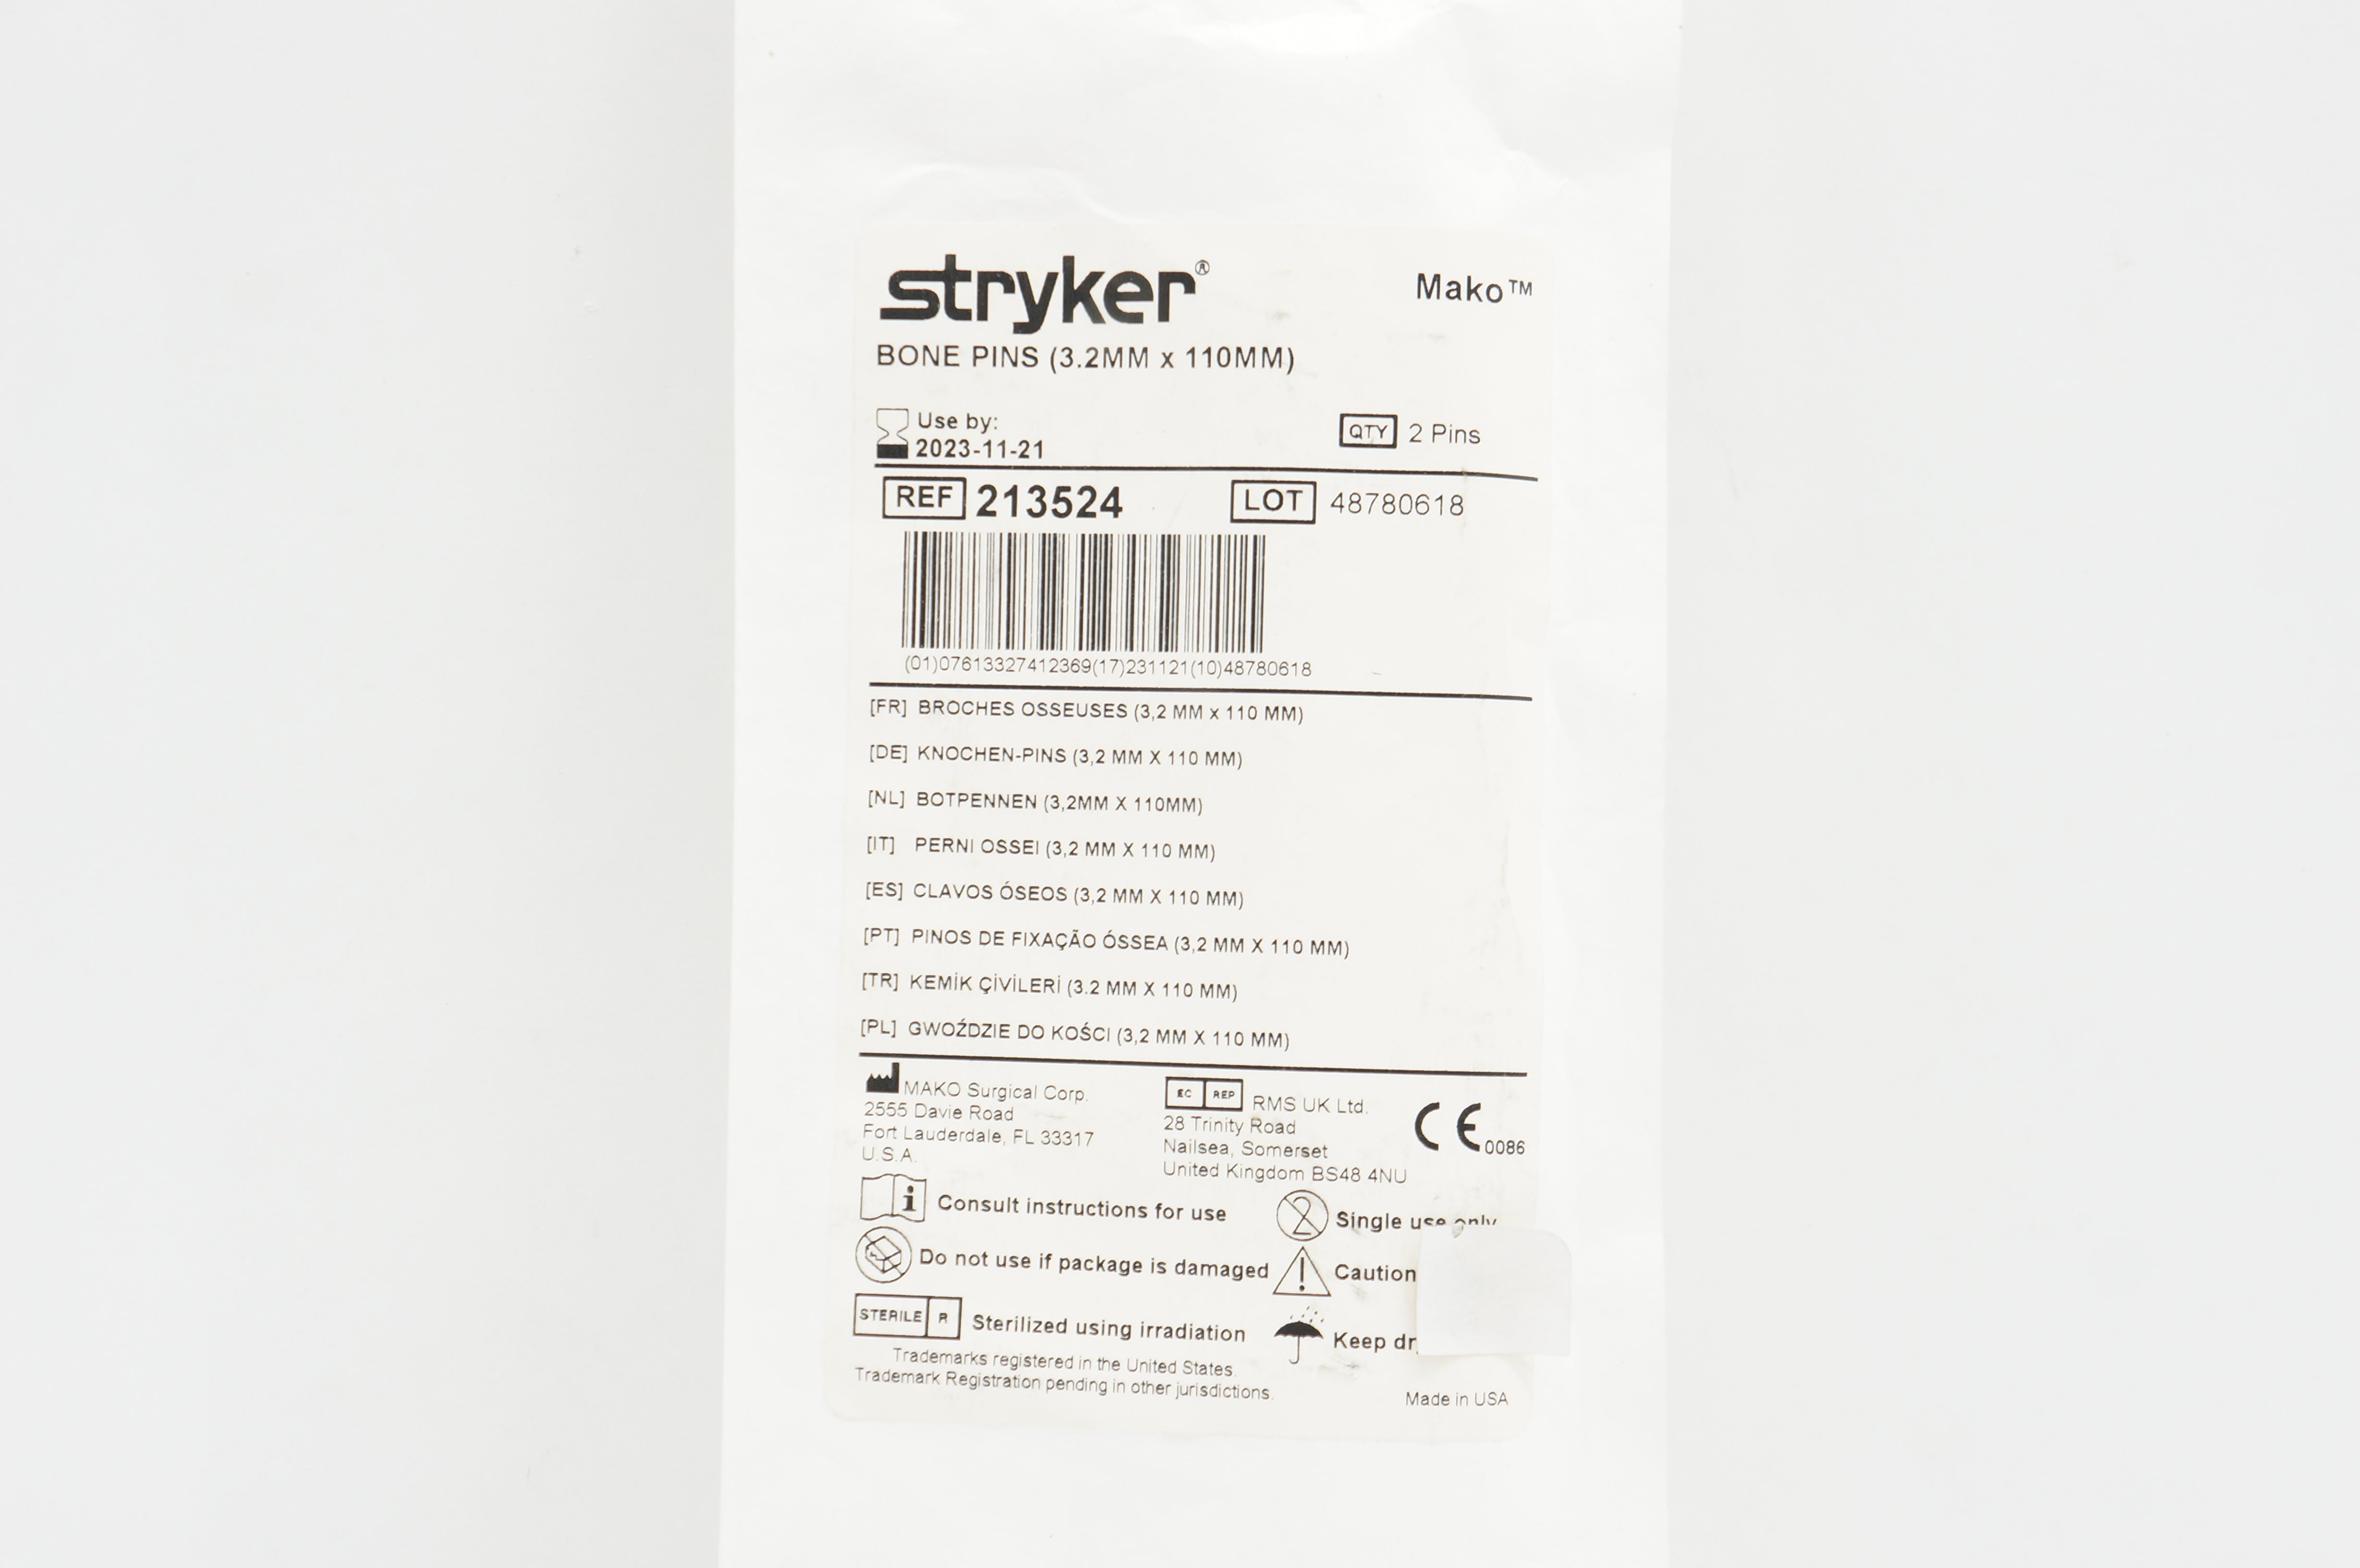 stryker® Mako™
BONE PINS (3.2MM x 110MM)
Use by:
2023-11-21
QTY 2 Pins
REF 213524 LOT 48780618
(01)07613327412369(17)231121(10)48780618
[FR] BROCHES OSSEUSES (3,2 MM x 110 MM)
[DE] KNOCHEN-PINS (3,2 MM X 110 MM)
[NL] BOTPENNEN (3,2MM X 110MM)
[IT] PERNI OSSEI (3,2 MM X 110 MM)
[ES] CLAVOS ÓSEOS (3,2 MM X 110 MM)
[PT] PINOS DE FIXAÇÃO ÓSSEA (3,2 MM X 110 MM)
[TR] KEMİK ÇİVİLERİ (3.2 MM X 110 MM)
[PL] GWOŹDZIE DO KOŚCI (3,2 MM X 110 MM)
MAKO Surgical Corp.
2555 Davie Road
Fort Lauderdale, FL 33317
U.S.A.
EC REP RMS UK Ltd.
28 Trinity Road
Nailsea, Somerset
United Kingdom BS48 4NU
CE 0086
i Consult instructions for use
2 Single use only
Do not use if package is damaged
! Caution
STERILE R Sterilized using irradiation
Keep
Trademarks registered in the United States.
Trademark Registration pending in other jurisdictions.
Made in USA